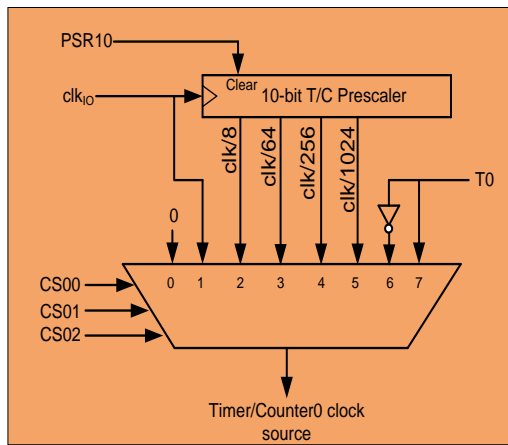 PSR10
Clear
10-bit T/C Prescaler
clkIO
clk/8
clk/64
clk/256
clk/1024
T0
0
0 1 2 3 4 5 6 7
CS00
CS01
CS02
Timer/Counter0 clock
source